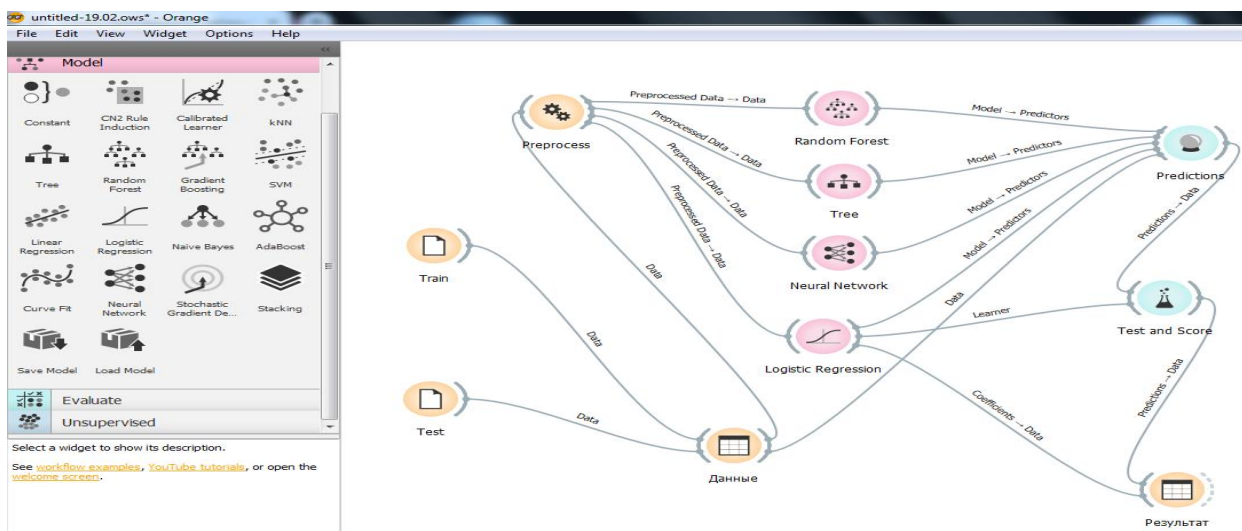 untitled-19.02.ows* - Orange
File Edit View Widget Options Help
Model
Constant
CN2 Rule
Induction
Calibrated
Learner
kNN
Tree
Random
Forest
Gradient
Boosting
SVM
Linear
Regression
Logistic
Regression
Naive Bayes
AdaBoost
Curve Fit
Neural
Network
Stochastic
Gradient De...
Stacking
Save Model
Load Model
Evaluate
Unsupervised
Select a widget to show its description.
See workflow examples, YouTube tutorials, or open the
welcome screen.
Preprocess
Preprocessed Data → Data
Preprocessed Data → Data
Preprocessed Data → Data
Preprocessed Data → Data
Random Forest
Model → Predictors
Tree
Model → Predictors
Neural Network
Model → Predictors
Logistic Regression
Model → Predictors
Predictions
Predictions → Data
Train
Data
Data
Data
Learner
Test and Score
Predictions → Data
Coefficients → Data
Test
Data
Данные
Результат